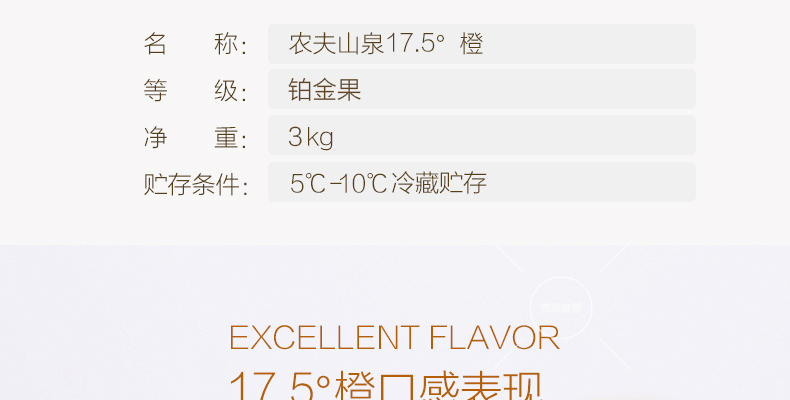 名 称： 农夫山泉17.5° 橙
等 级： 铂金果
净 重： 3kg
贮存条件： 5℃-10℃冷藏贮存
EXCELLENT FLAVOR
17.5°橙口感表现